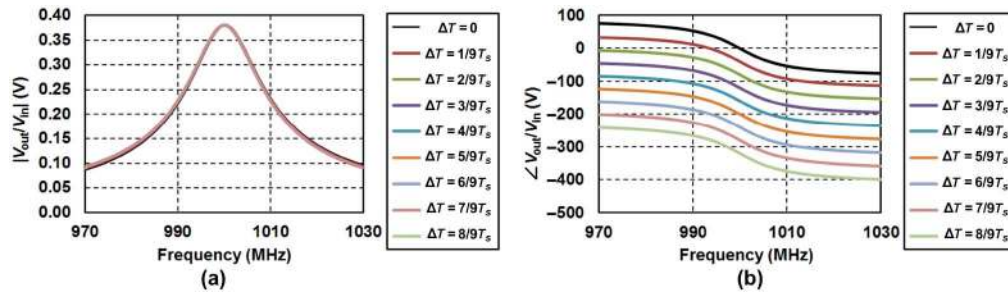 |Vout/Vin| (V)
0.40
0.35
0.30
0.25
0.20
0.15
0.10
0.05
0.00
970
990
1010
1030
Frequency (MHz)
(a)
ΔT = 0
ΔT = 1/9Ts
ΔT = 2/9Ts
ΔT = 3/9Ts
ΔT = 4/9Ts
ΔT = 5/9Ts
ΔT = 6/9Ts
ΔT = 7/9Ts
ΔT = 8/9Ts
∠ Vout/Vin (V)
100
0
–100
–200
–300
–400
–500
970
990
1010
1030
Frequency (MHz)
(b)
ΔT = 0
ΔT = 1/9Ts
ΔT = 2/9Ts
ΔT = 3/9Ts
ΔT = 4/9Ts
ΔT = 5/9Ts
ΔT = 6/9Ts
ΔT = 7/9Ts
ΔT = 8/9Ts